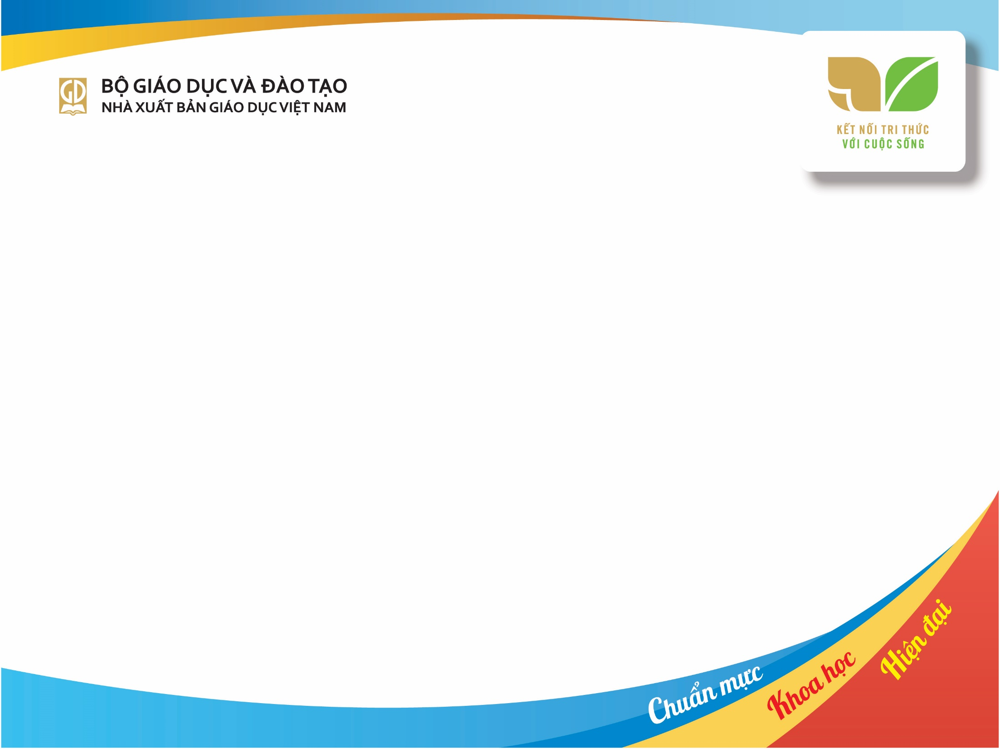 BỘ GIÁO DỤC VÀ ĐÀO TẠO
NHÀ XUẤT BẢN GIÁO DỤC VIỆT NAM
KẾT NỐI TRI THỨC
VỚI CUỘC SỐNG
Chuẩn mực
Khoa học
Hiện đại